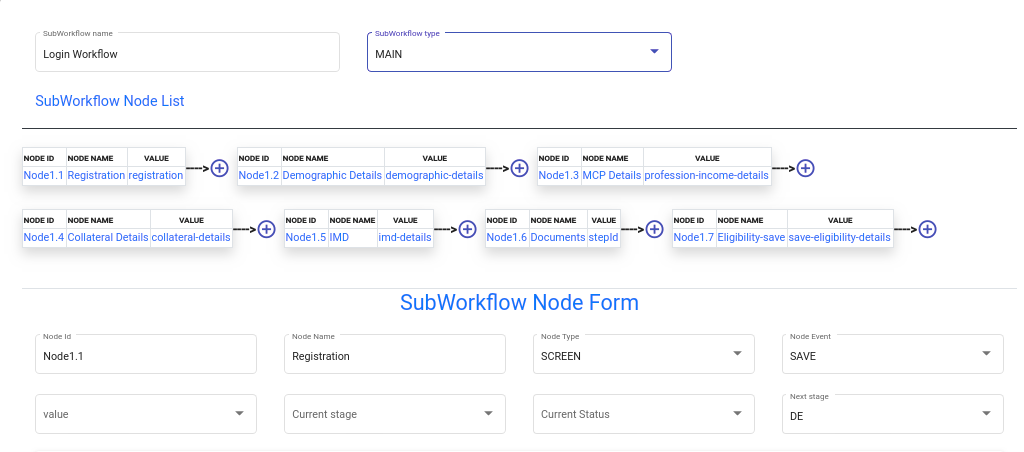 SubWorkflow name SubWorkflow type
Login Workflow MAIN
SubWorkflow Node List
NODE ID NODE NAME VALUE NODE ID NODE NAME VALUE NODE ID NODE NAME VALUE
Node1.1 Registration registration ----> Node1.2 Demographic Details demographic-details ----> Node1.3 MCP Details profession-income-details ---->
NODE ID NODE NAME VALUE NODE ID NODE NAME VALUE NODE ID NODE NAME VALUE NODE ID NODE NAME VALUE
Node1.4 Collateral Details collateral-details ----> Node1.5 IMD imd-details ----> Node1.6 Documents stepId ----> Node1.7 Eligibility-save save-eligibility-details ---->
SubWorkflow Node Form
Node Id Node Name Node Type Node Event
Node1.1 Registration SCREEN SAVE
Next stage
value Current stage Current Status DE